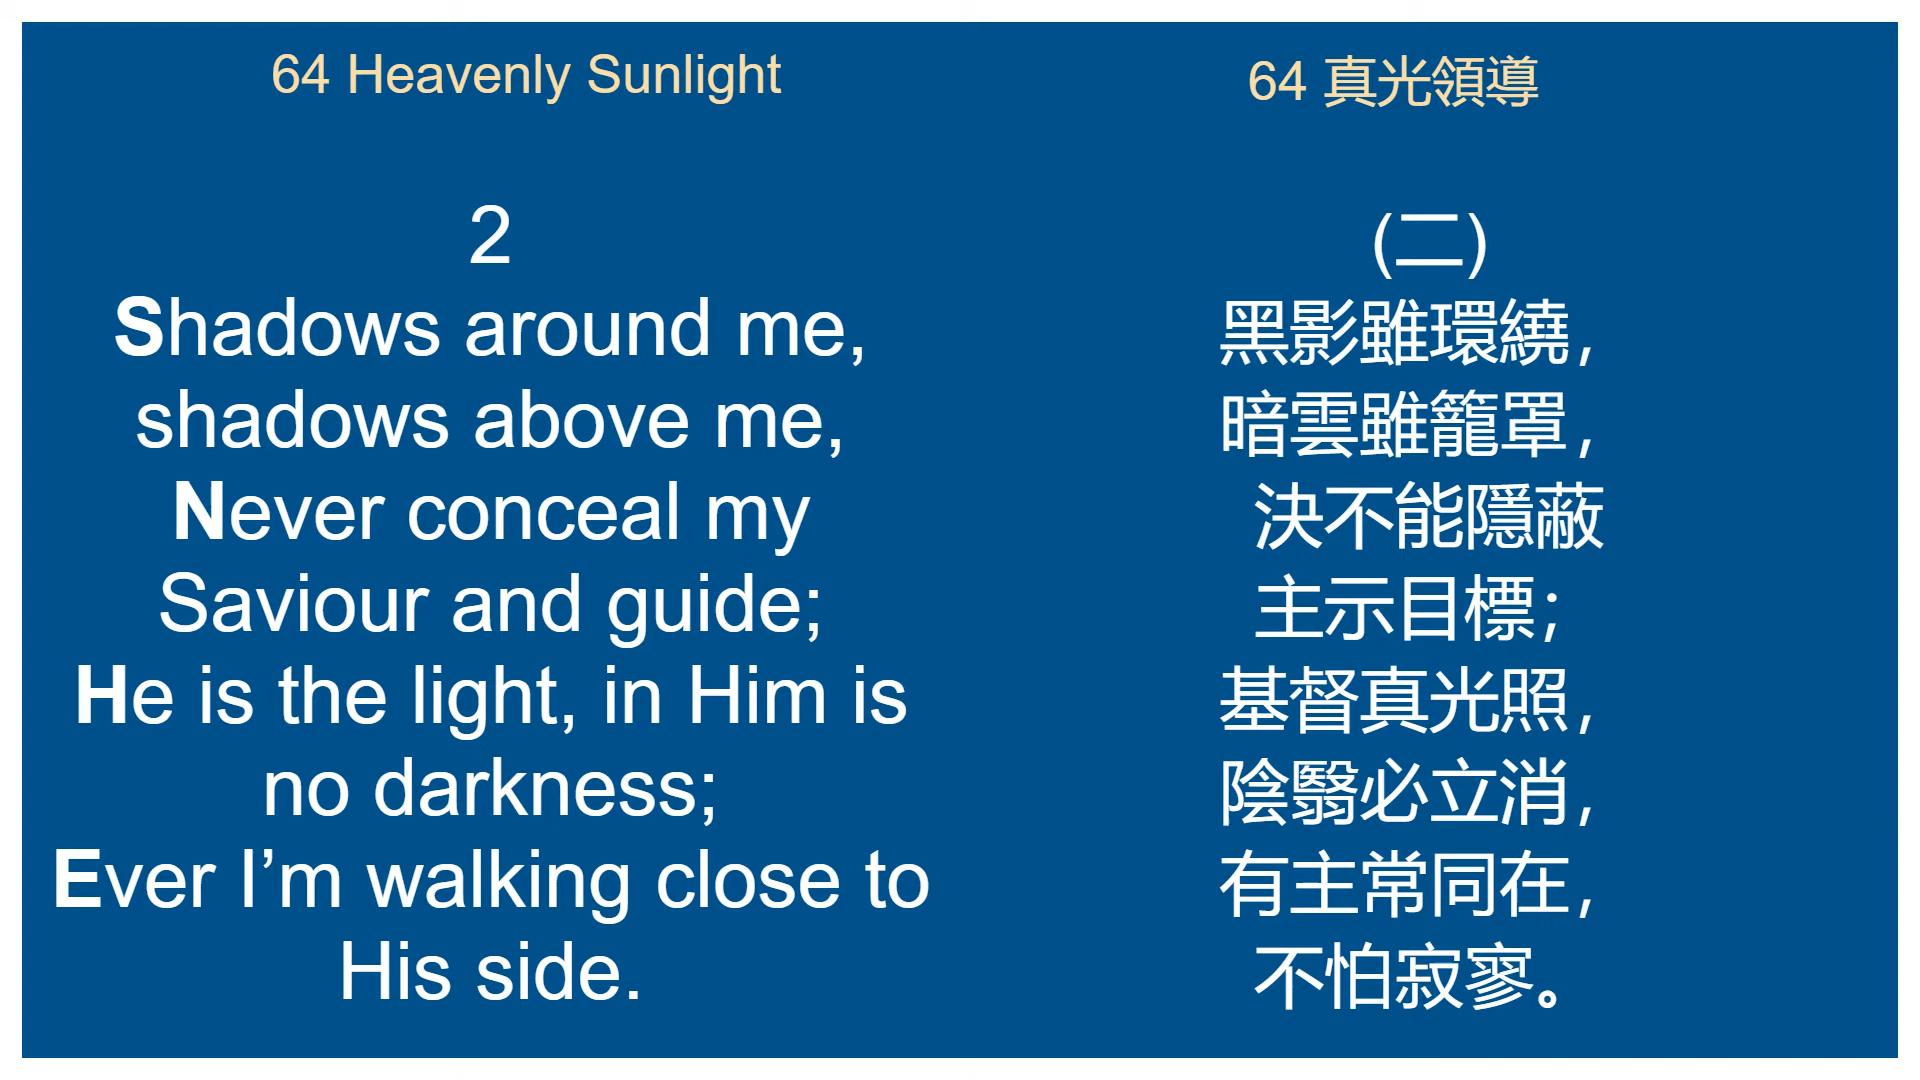 64 Heavenly Sunlight
2
Shadows around me,
shadows above me,
Never conceal my
Saviour and guide;
He is the light, in Him is
no darkness;
Ever I’m walking close to
His side.
64 真光領導
(二)
黑影雖環繞，
暗雲雖籠罩，
決不能隱蔽
主示目標；
基督真光照，
陰翳必立消，
有主常同在，
不怕寂寥。